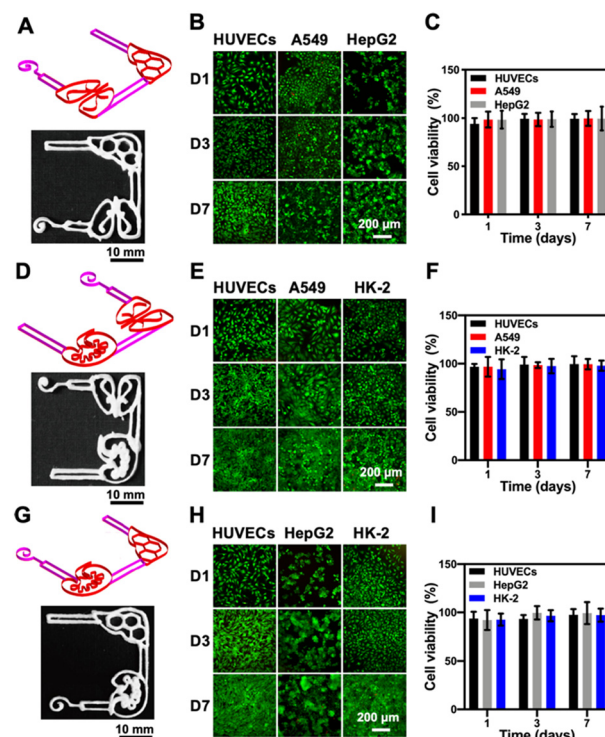 A
10 mm
B
HUVECs A549 HepG2
D1
D3
D7
200 µm
C
Cell viability (%)
150
100
50
0
HUVECs
A549
HepG2
1 3 7
Time (days)
D
10 mm
E
HUVECs A549 HK-2
D1
D3
D7
200 µm
F
Cell viability (%)
150
100
50
0
HUVECs
A549
HK-2
1 3 7
Time (days)
G
10 mm
H
HUVECs HepG2 HK-2
D1
D3
D7
200 µm
I
Cell viability (%)
150
100
50
0
HUVECs
HepG2
HK-2
1 3 7
Time (days)